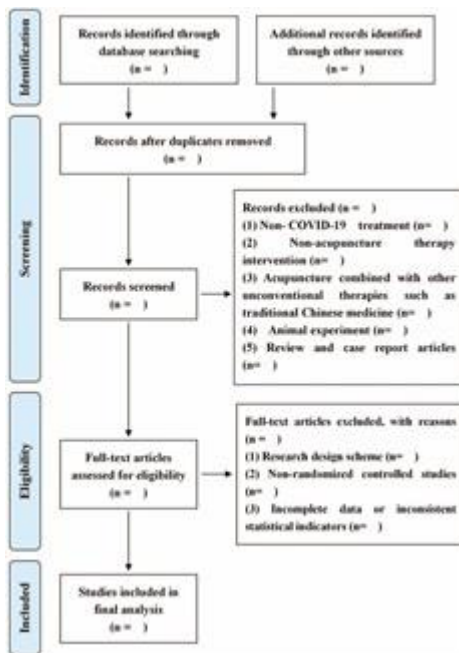 Identification
Records identified through
database searching
(n =   )
Additional records identified
through other sources
(n =   )
Screening
Records after duplicates removed
(n =   )
Records screened
(n =   )
Records excluded (n =   )
(1) Non- COVID-19 treatment (n=   )
(2) Non-acupuncture therapy
intervention (n=   )
(3) Acupuncture combined with other
unconventional therapies such as
traditional Chinese medicine (n=   )
(4) Animal experiment (n=   )
(5) Review and case report articles
(n=   )
Eligibility
Full-text articles
assessed for eligibility
(n =   )
Full-text articles excluded, with reasons
(n =   )
(1) Research design scheme (n=   )
(2) Non-randomized controlled studies
(n=   )
(3) Incomplete data or inconsistent
statistical indicators (n=   )
Included
Studies included in
final analysis
(n =   )